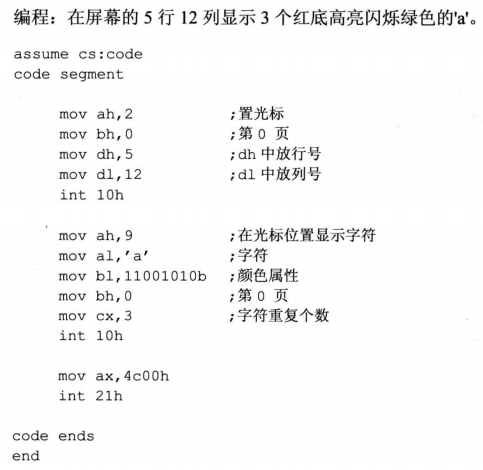 编程：在屏幕的 5 行 12 列显示 3 个红底高亮闪烁绿色的'a'。
assume cs:code
code segment
mov ah,2 ;置光标
mov bh,0 ;第 0 页
mov dh,5 ;dh 中放行号
mov dl,12 ;dl 中放列号
int 10h
mov ah,9 ;在光标位置显示字符
mov al,'a' ;字符
mov bl,11001010b ;颜色属性
mov bh,0 ;第 0 页
mov cx,3 ;字符重复个数
int 10h
mov ax,4c00h
int 21h
code ends
end